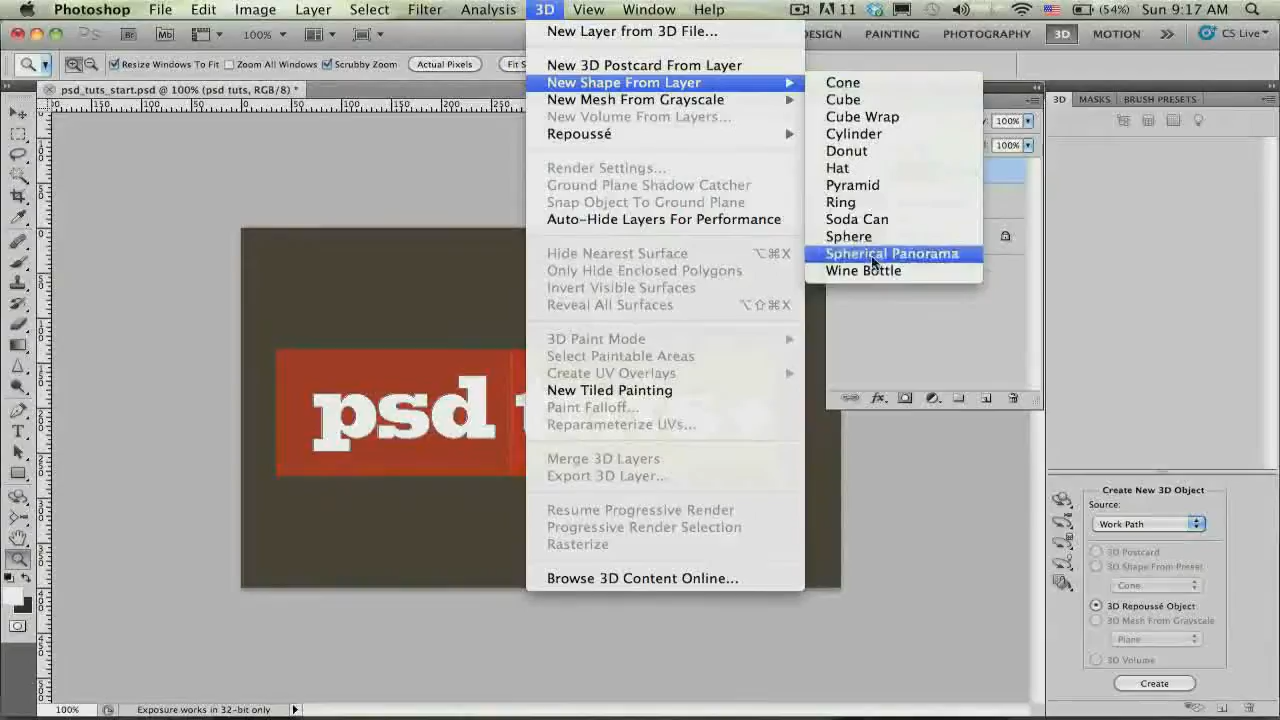 Photoshop File Edit Image Layer Select Filter Analysis 3D View Window Help 11 (54%) Sun 9:17 AM
Ps Br Mb 100% DESIGN PAINTING PHOTOGRAPHY 3D MOTION >> CS Live
Resize Windows To Fit Zoom All Windows Scrubby Zoom Actual Pixels Fit S
psd_tuts_start.psd @ 100% (psd tuts, RGB/8) *
New Layer from 3D File...
New 3D Postcard From Layer
New Shape From Layer
New Mesh From Grayscale
New Volume From Layers...
Repoussé
Render Settings...
Ground Plane Shadow Catcher
Snap Object To Ground Plane
Auto-Hide Layers For Performance
Hide Nearest Surface ⌥⌘X
Only Hide Enclosed Polygons
Invert Visible Surfaces
Reveal All Surfaces ⌥⇧⌘X
3D Paint Mode
Select Paintable Areas
Create UV Overlays
New Tiled Painting
Paint Falloff...
Reparameterize UVs...
Merge 3D Layers
Export 3D Layer...
Resume Progressive Render
Progressive Render Selection
Rasterize
Browse 3D Content Online...
Cone
Cube
Cube Wrap
Cylinder
Donut
Hat
Pyramid
Ring
Soda Can
Sphere
Spherical Panorama
Wine Bottle
psd
3D MASKS BRUSH PRESETS
100%
100%
Create New 3D Object
Source:
Work Path
3D Postcard
3D Shape From Preset
Cone
3D Repoussé Object
3D Mesh From Grayscale
Plane
3D Volume
Create
100% Exposure works in 32-bit only